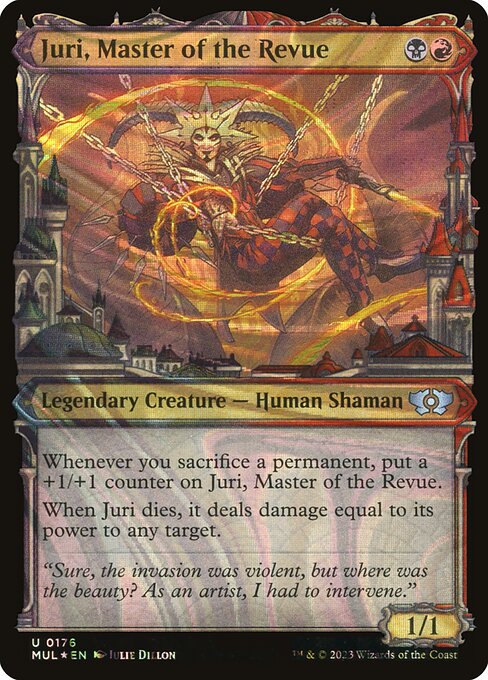 Juri, Master of the Revue
Legendary Creature — Human Shaman
Whenever you sacrifice a permanent, put a
+1/+1 counter on Juri, Master of the Revue.
When Juri dies, it deals damage equal to its
power to any target.
“Sure, the invasion was violent, but where was
the beauty? As an artist, I had to intervene.”
1/1
U 0176
MUL★EN Julie Dillon
™ & © 2023 Wizards of the Coast